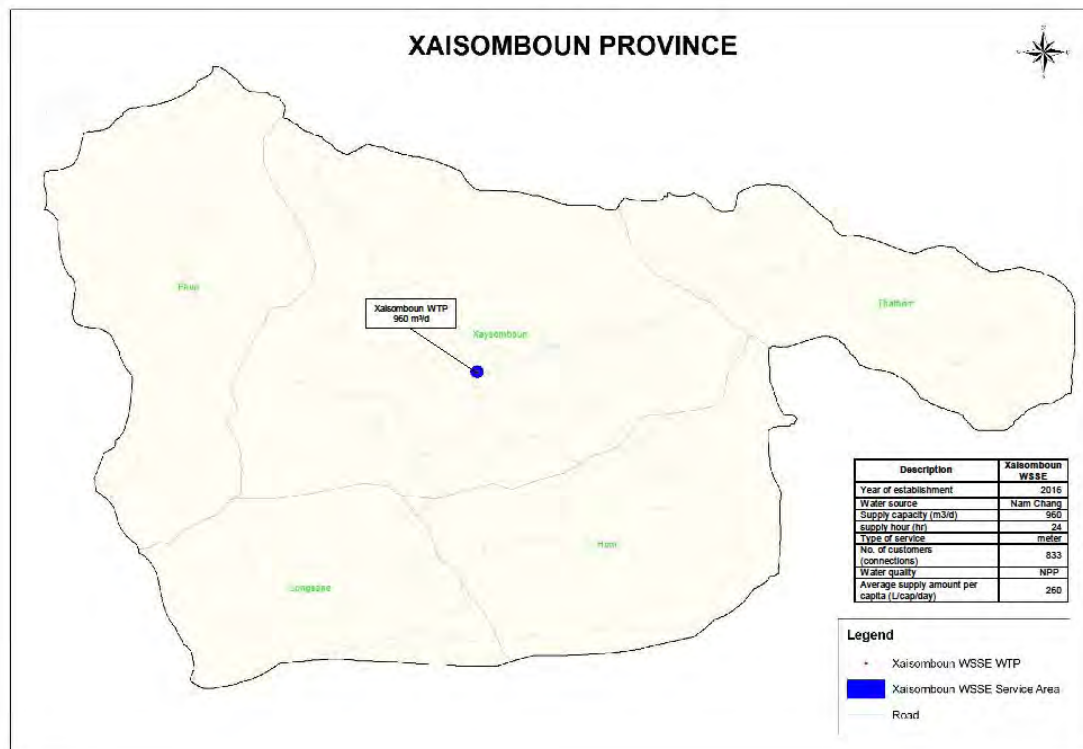 XAISOMBOUN PROVINCE
Xaisomboun WTP
960 m³/d
Xaysomboun
Thathom
Hom
Description
Xaisomboun
WSSE
Year of establishment
2016
Water source
Nam Chang
Supply capacity (m3/d)
960
supply hour (hr)
24
Type of service
meter
No. of customers
(connections)
833
Water quality
NPP
Average supply amount per
capita (L/cap/day)
260
Legend
Xaisomboun WSSE WTP
Xaisomboun WSSE Service Area
Road